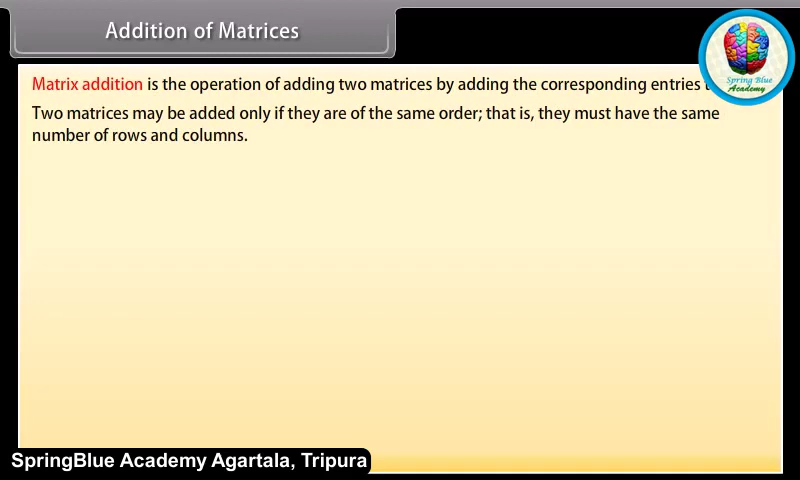 Addition of Matrices
Spring Blue
Academy
Matrix addition is the operation of adding two matrices by adding the corresponding entries
Two matrices may be added only if they are of the same order; that is, they must have the same
number of rows and columns.
SpringBlue Academy Agartala, Tripura